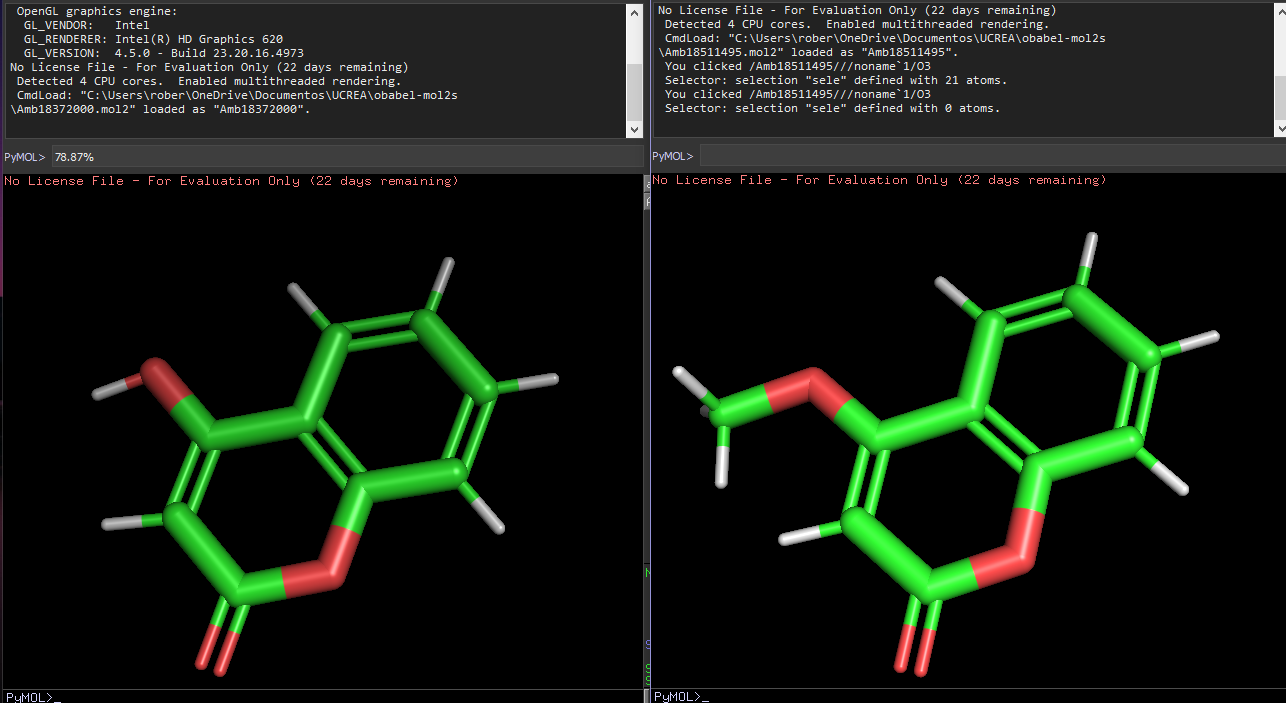 OpenGL graphics engine:
GL_VENDOR:   Intel
GL_RENDERER: Intel(R) HD Graphics 620
GL_VERSION:  4.5.0 - Build 23.20.16.4973
No License File - For Evaluation Only (22 days remaining)
Detected 4 CPU cores.  Enabled multithreaded rendering.
CmdLoad: "C:\Users\rober\OneDrive\Documentos\UCREA\obabel-mol2s
\Amb18372000.mol2" loaded as "Amb18372000".
PyMOL> 78.87%
No License File - For Evaluation Only (22 days remaining)
PyMOL>_
No License File - For Evaluation Only (22 days remaining)
Detected 4 CPU cores.  Enabled multithreaded rendering.
CmdLoad: "C:\Users\rober\OneDrive\Documentos\UCREA\obabel-mol2s
\Amb18511495.mol2" loaded as "Amb18511495".
You clicked /Amb18511495///noname`1/O3
Selector: selection "sele" defined with 21 atoms.
You clicked /Amb18511495///noname`1/O3
Selector: selection "sele" defined with 0 atoms.
PyMOL>
No License File - For Evaluation Only (22 days remaining)
PyMOL>_